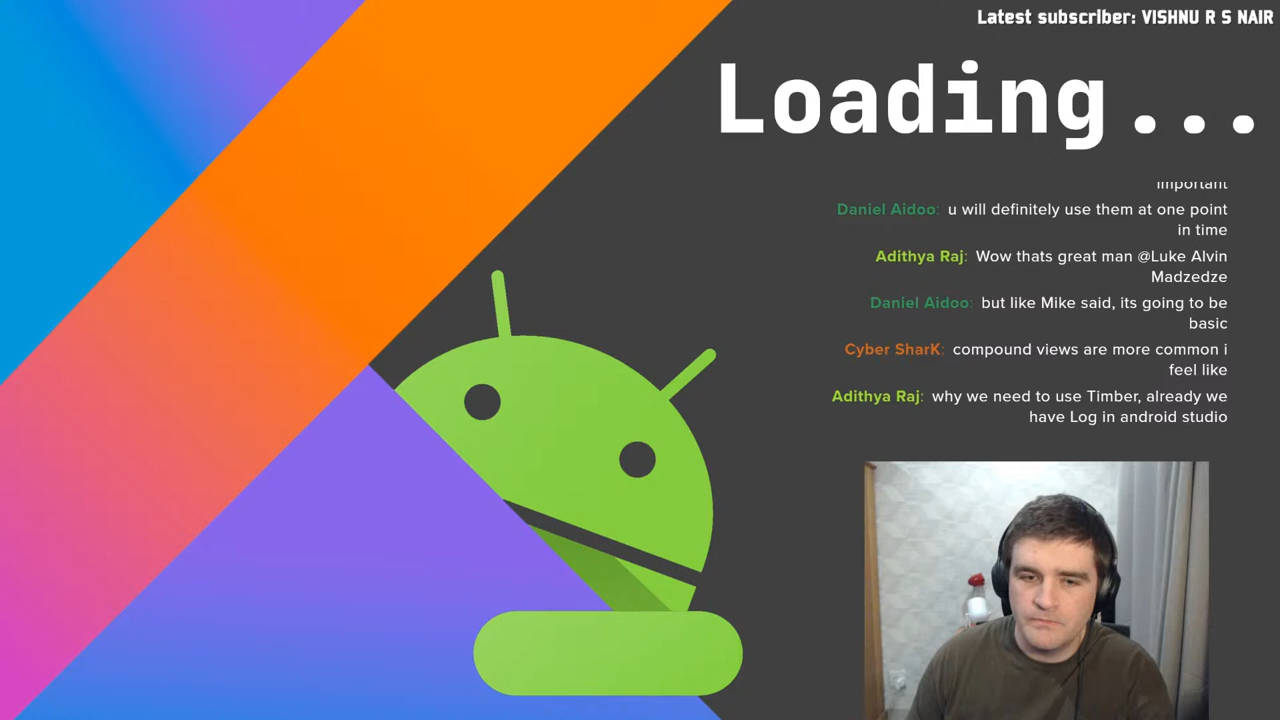 Latest subscriber: VISHNU R S NAIR
Loading...
important
Daniel Aidoo: u will definitely use them at one point
in time
Adithya Raj: Wow thats great man @Luke Alvin
Madzedze
Daniel Aidoo: but like Mike said, its going to be
basic
Cyber SharK: compound views are more common i
feel like
Adithya Raj: why we need to use Timber, already we
have Log in android studio